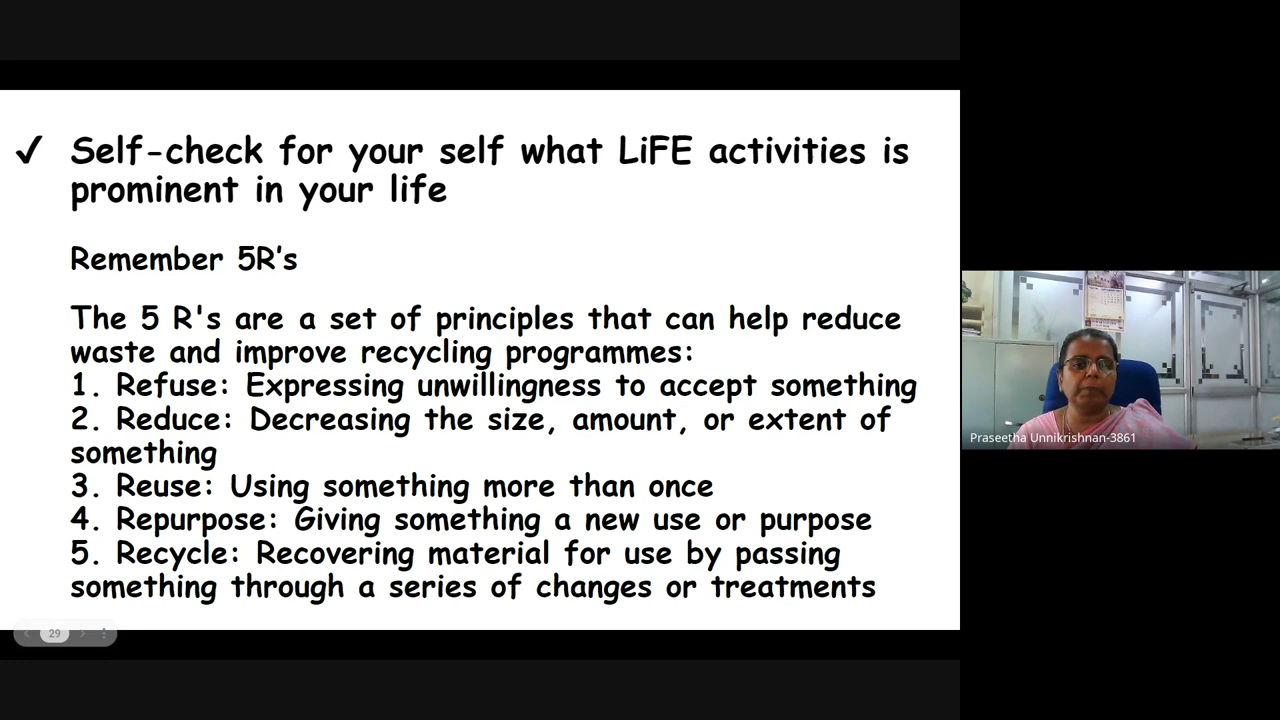 ✓ Self-check for your self what LiFE activities is
prominent in your life
Remember 5R's
The 5 R's are a set of principles that can help reduce
waste and improve recycling programmes:
1. Refuse: Expressing unwillingness to accept something
2. Reduce: Decreasing the size, amount, or extent of
something
3. Reuse: Using something more than once
4. Repurpose: Giving something a new use or purpose
5. Recycle: Recovering material for use by passing
something through a series of changes or treatments
29
Praseetha Unnikrishnan-3861